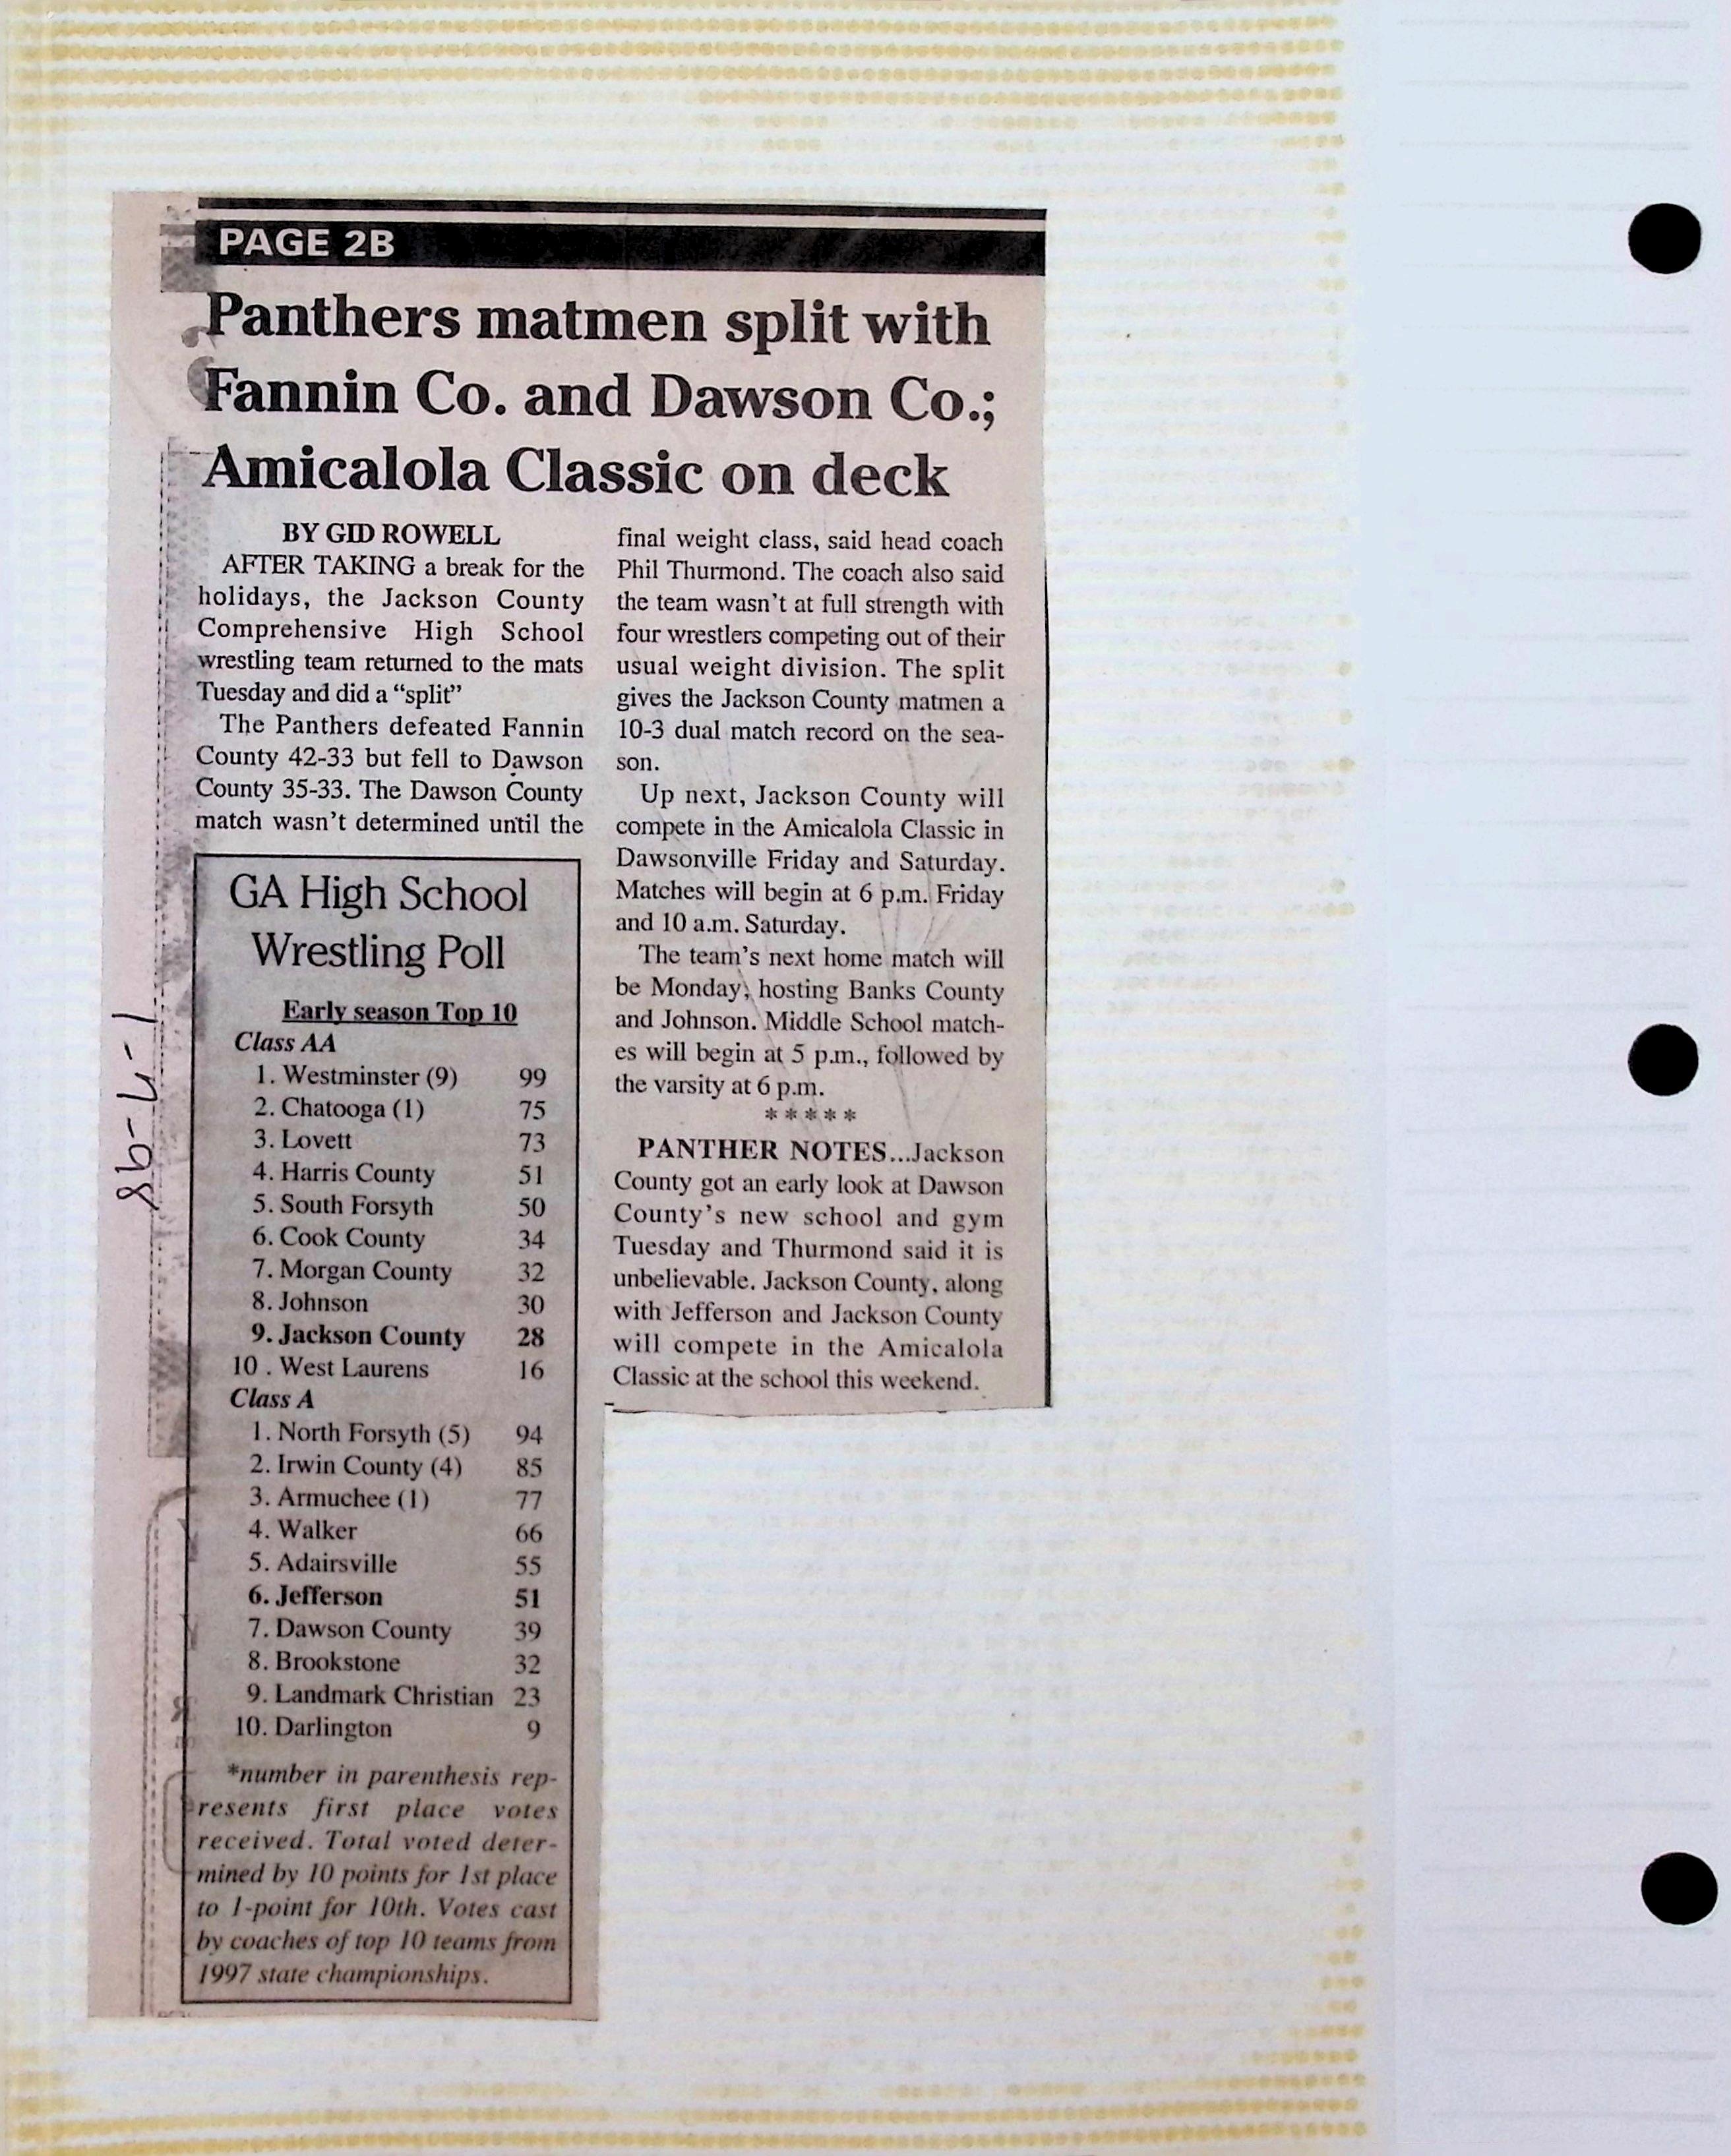 PAGE 2B
Panthers matmen split with
Fannin Co. and Dawson Co.;
Amicalola Classic on deck
BY GID ROWELL
AFTER TAKING a break for the
holidays, the Jackson County
Comprehensive High School
wrestling team returned to the mats
Tuesday and did a “split”
The Panthers defeated Fannin
County 42-33 but fell to Dawson
County 35-33. The Dawson County
match wasn’t determined until the
final weight class, said head coach
Phil Thurmond. The coach also said
the team wasn’t at full strength with
four wrestlers competing out of their
usual weight division. The split
gives the Jackson County matmen a
10-3 dual match record on the sea-
son.
Up next, Jackson County will
compete in the Amicalola Classic in
Dawsonville Friday and Saturday.
Matches will begin at 6 p.m. Friday
and 10 a.m. Saturday.
The team’s next home match will
be Monday, hosting Banks County
and Johnson. Middle School match-
es will begin at 5 p.m., followed by
the varsity at 6 p.m.
*****
PANTHER NOTES...Jackson
County got an early look at Dawson
County’s new school and gym
Tuesday and Thurmond said it is
unbelievable. Jackson County, along
with Jefferson and Jackson County
will compete in the Amicalola
Classic at the school this weekend.
GA High School
Wrestling Poll
Early season Top 10
Class AA
1. Westminster (9) 99
2. Chatooga (1) 75
3. Lovett 73
4. Harris County 51
5. South Forsyth 50
6. Cook County 34
7. Morgan County 32
8. Johnson 30
9. Jackson County 28
10 . West Laurens 16
Class A
1. North Forsyth (5) 94
2. Irwin County (4) 85
3. Armuchee (1) 77
4. Walker 66
5. Adairsville 55
6. Jefferson 51
7. Dawson County 39
8. Brookstone 32
9. Landmark Christian 23
10. Darlington 9
*number in parenthesis rep-
resents first place votes
received. Total voted deter-
mined by 10 points for 1st place
to 1-point for 10th. Votes cast
by coaches of top 10 teams from
1997 state championships.